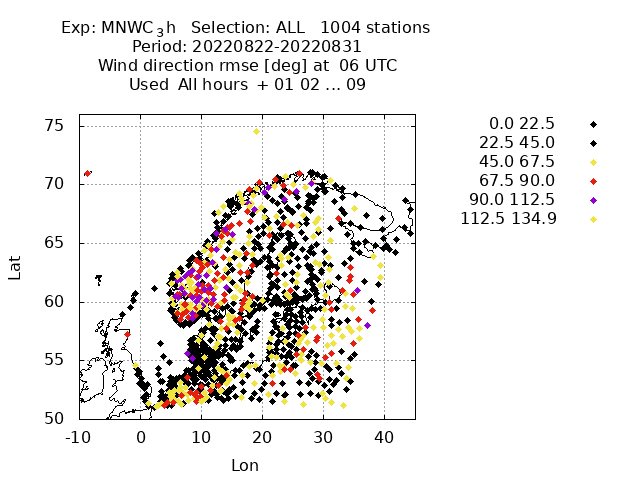 Exp: MNWC_3h Selection: ALL 1004 stations
Period: 20220822-20220831
Wind direction rmse [deg] at 06 UTC
Used All hours + 01 02 ... 09
0.0 22.5
22.5 45.0
45.0 67.5
67.5 90.0
90.0 112.5
112.5 134.9
75
70
65
60
55
50
Lat
-10 0 10 20 30 40
Lon